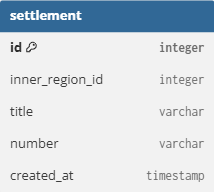 settlement
id integer
inner_region_id integer
title varchar
number varchar
created_at timestamp